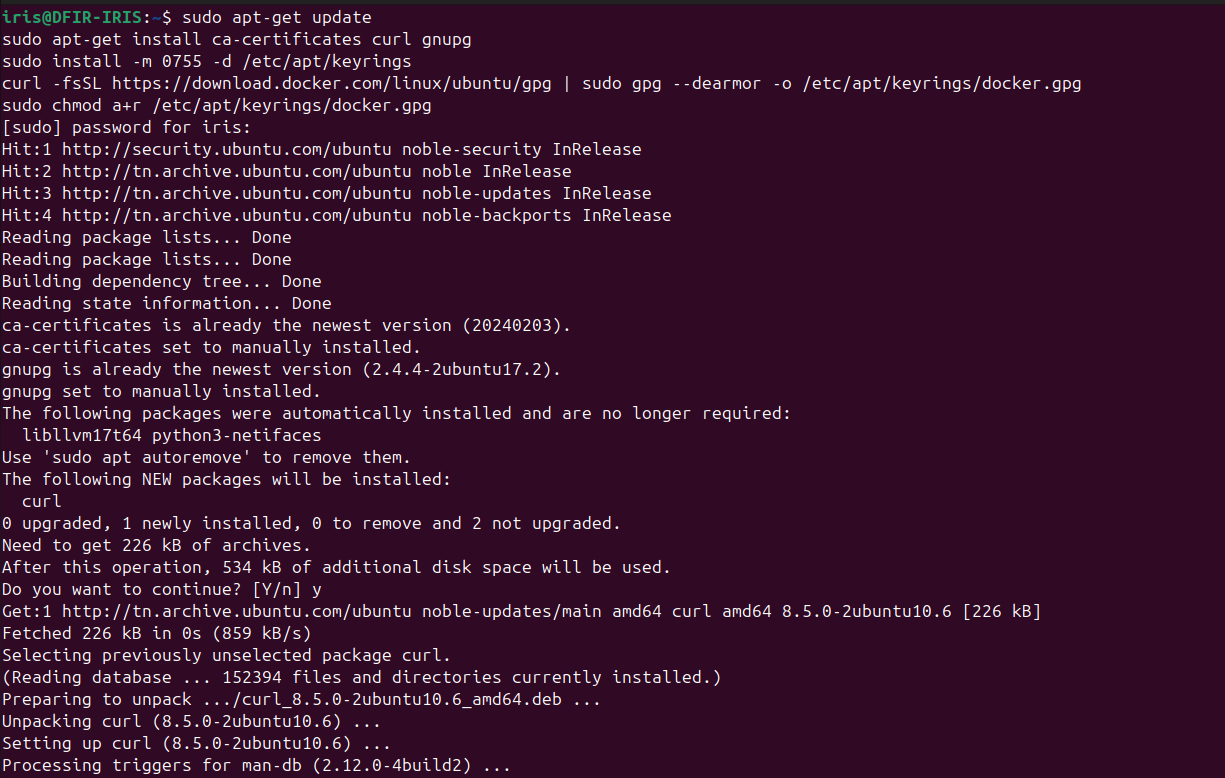 iris@DFIR-IRIS:~$ sudo apt-get update
sudo apt-get install ca-certificates curl gnupg
sudo install -m 0755 -d /etc/apt/keyrings
curl -fsSL https://download.docker.com/linux/ubuntu/gpg | sudo gpg --dearmor -o /etc/apt/keyrings/docker.gpg
sudo chmod a+r /etc/apt/keyrings/docker.gpg
[sudo] password for iris:
Hit:1 http://security.ubuntu.com/ubuntu noble-security InRelease
Hit:2 http://tn.archive.ubuntu.com/ubuntu noble InRelease
Hit:3 http://tn.archive.ubuntu.com/ubuntu noble-updates InRelease
Hit:4 http://tn.archive.ubuntu.com/ubuntu noble-backports InRelease
Reading package lists... Done
Reading package lists... Done
Building dependency tree... Done
Reading state information... Done
ca-certificates is already the newest version (20240203).
ca-certificates set to manually installed.
gnupg is already the newest version (2.4.4-2ubuntu17.2).
gnupg set to manually installed.
The following packages were automatically installed and are no longer required:
  libllvm17t64 python3-netifaces
Use 'sudo apt autoremove' to remove them.
The following NEW packages will be installed:
  curl
0 upgraded, 1 newly installed, 0 to remove and 2 not upgraded.
Need to get 226 kB of archives.
After this operation, 534 kB of additional disk space will be used.
Do you want to continue? [Y/n] y
Get:1 http://tn.archive.ubuntu.com/ubuntu noble-updates/main amd64 curl amd64 8.5.0-2ubuntu10.6 [226 kB]
Fetched 226 kB in 0s (859 kB/s)
Selecting previously unselected package curl.
(Reading database ... 152394 files and directories currently installed.)
Preparing to unpack .../curl_8.5.0-2ubuntu10.6_amd64.deb ...
Unpacking curl (8.5.0-2ubuntu10.6) ...
Setting up curl (8.5.0-2ubuntu10.6) ...
Processing triggers for man-db (2.12.0-4build2) ...